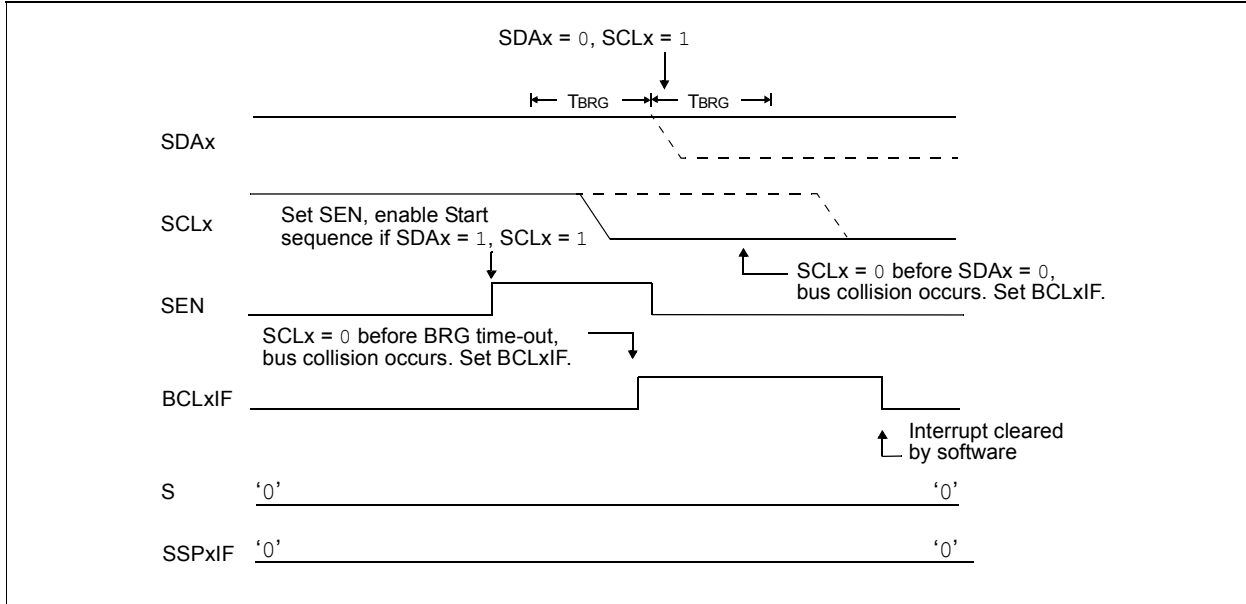 SDAx = 0, SCLx = 1
TBRG TBRG
SDAx
SCLx
Set SEN, enable Start
sequence if SDAx = 1, SCLx = 1
SCLx = 0 before SDAx = 0,
bus collision occurs. Set BCLxIF.
SEN
SCLx = 0 before BRG time-out,
bus collision occurs. Set BCLxIF.
BCLxIF
Interrupt cleared
by software
S ‘0’ ‘0’
SSPxIF ‘0’ ‘0’